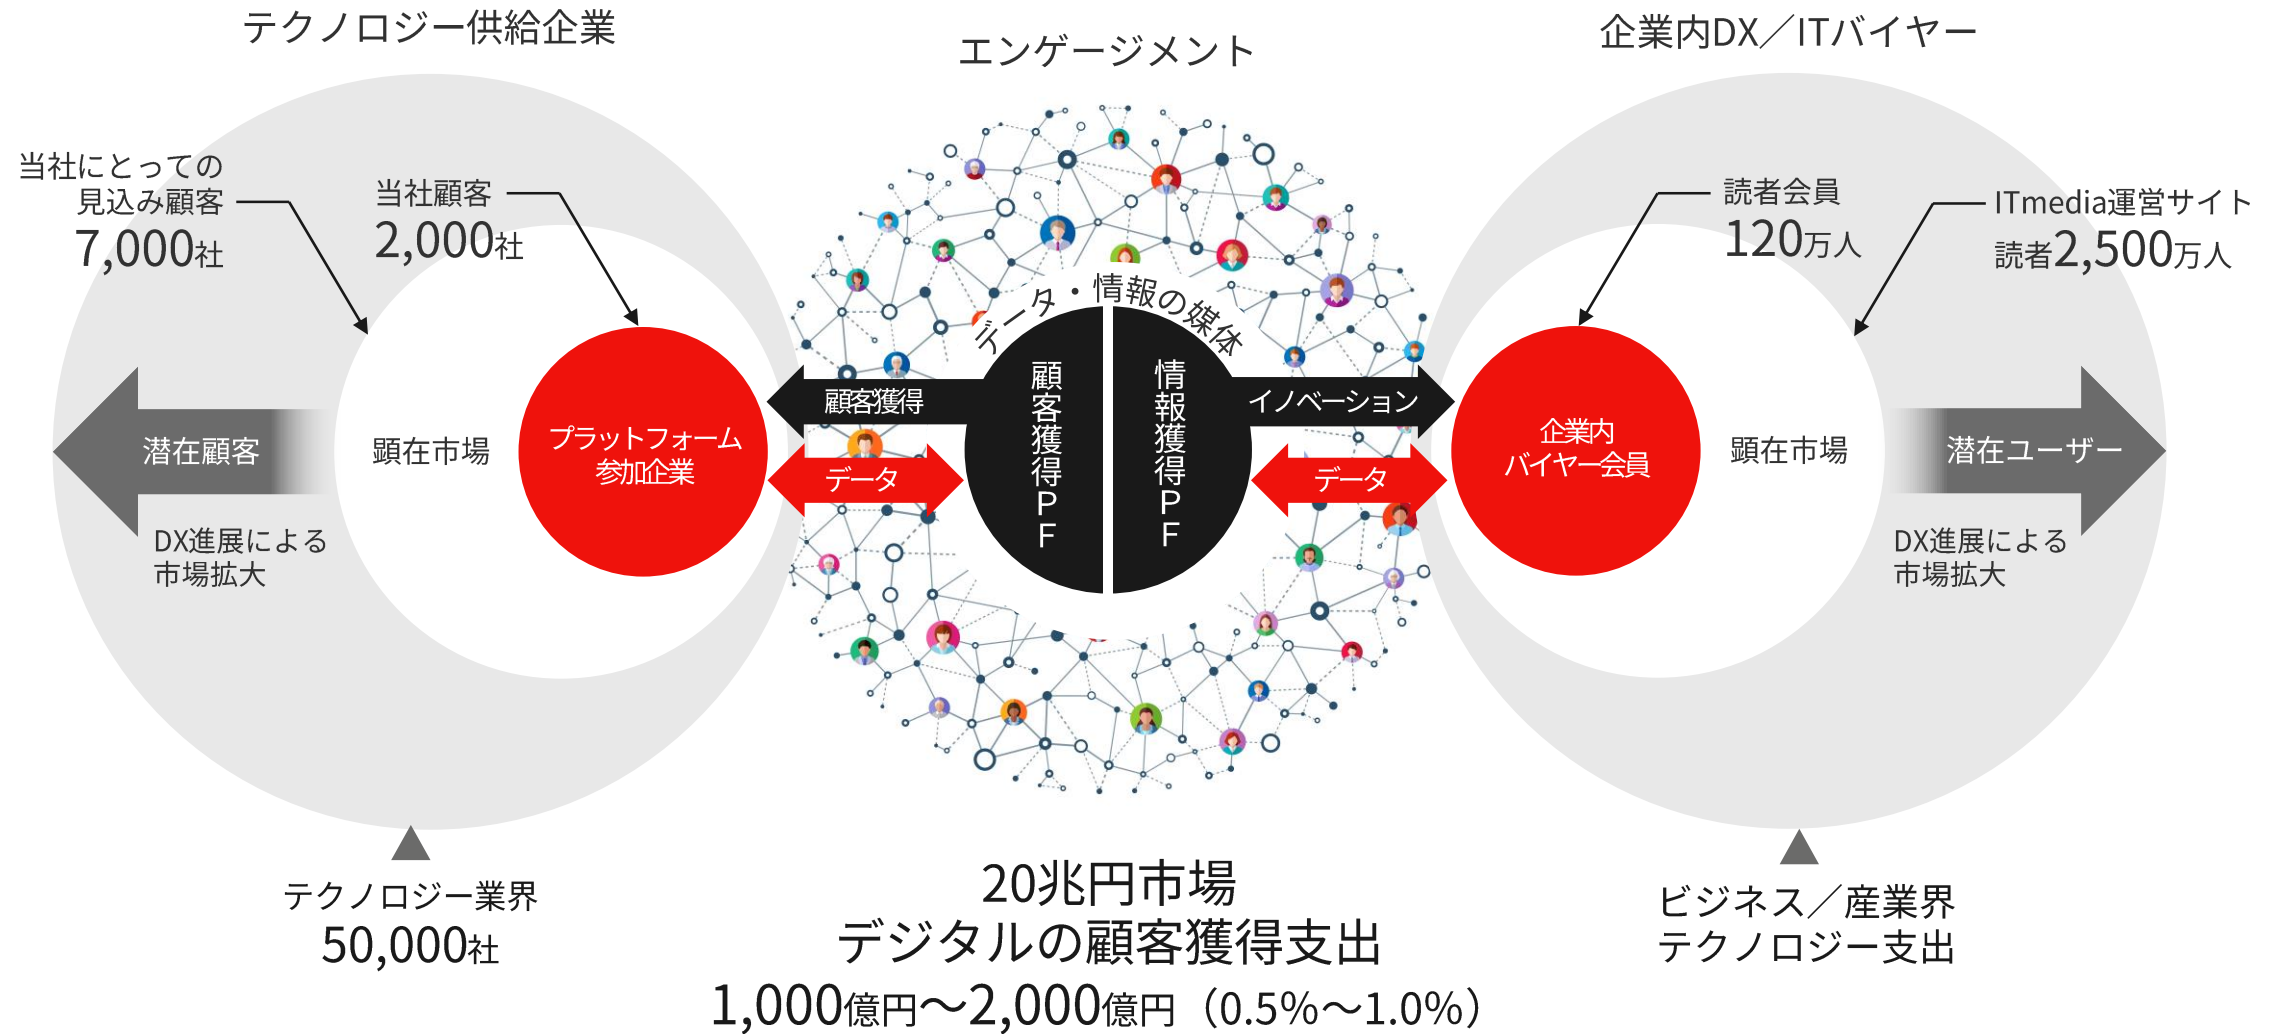 テクノロジー供給企業
エンゲージメント
企業内DX／ITバイヤー
当社にとっての
見込み顧客
7,000社
当社顧客
2,000社
読者会員
120万人
ITmedia運営サイト
読者2,500万人
データ・情報の媒体
顧客獲得
顧客獲得ＰＦ
情報獲得ＰＦ
イノベーション
潜在顧客
顕在市場
プラットフォーム
参加企業
データ
データ
企業内
バイヤー会員
顕在市場
潜在ユーザー
DX進展による
市場拡大
DX進展による
市場拡大
テクノロジー業界
50,000社
20兆円市場
デジタルの顧客獲得支出
1,000億円～2,000億円（0.5%～1.0%）
ビジネス／産業界
テクノロジー支出